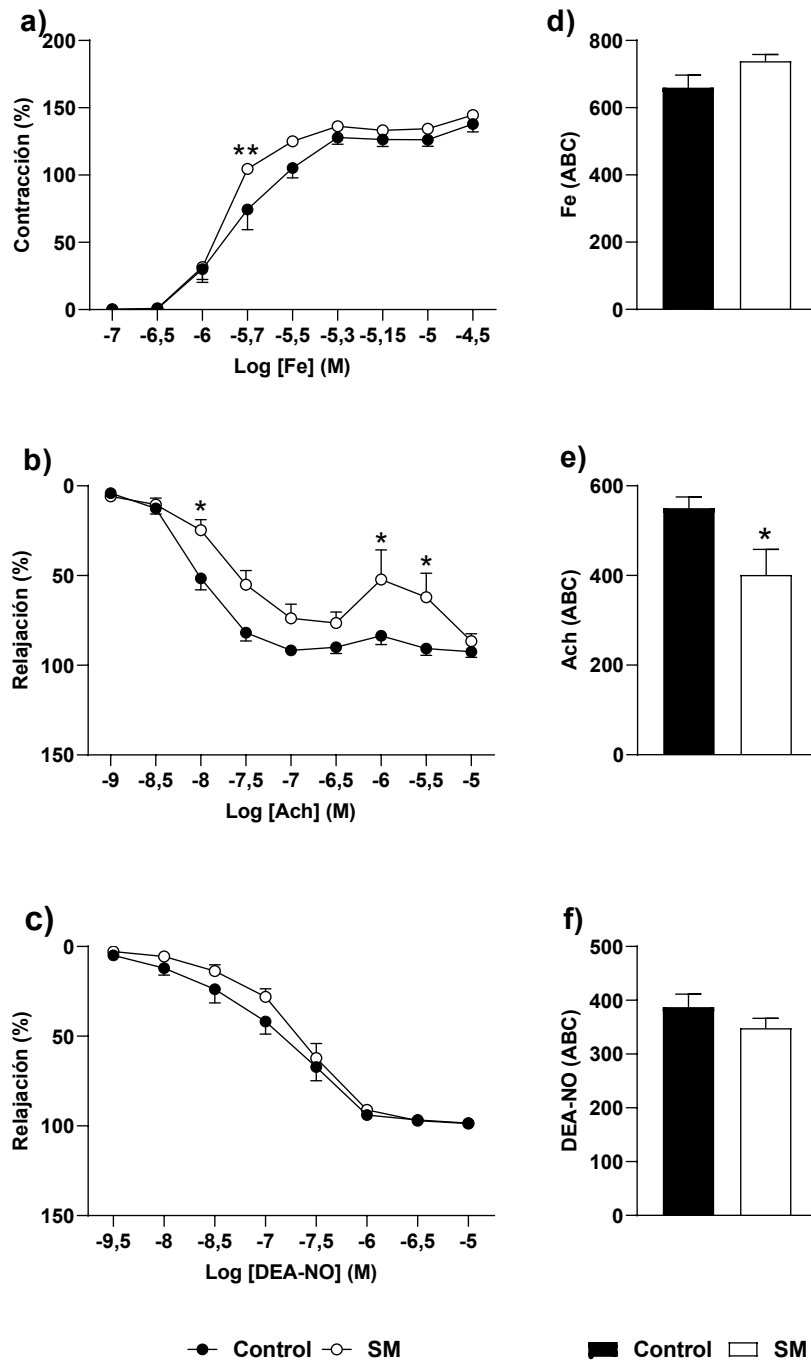 a)
200
150
100
50
0
Contracción (%)
**
-7 -6,5 -6 -5,7 -5,5 -5,3 -5,15 -5 -4,5
Log [Fe] (M)
d)
800
600
400
200
0
Fe (ABC)
b)
0
50
100
150
Relajación (%)
*
*
*
-9 -8,5 -8 -7,5 -7 -6,5 -6 -5,5 -5
Log [Ach] (M)
e)
600
400
200
0
Ach (ABC)
*
c)
0
50
100
150
Relajación (%)
-9,5 -8 -8,5 -7 -7,5 -6 -6,5 -5
Log [DEA-NO] (M)
f)
500
400
300
200
100
0
DEA-NO (ABC)
Control SM
Control SM